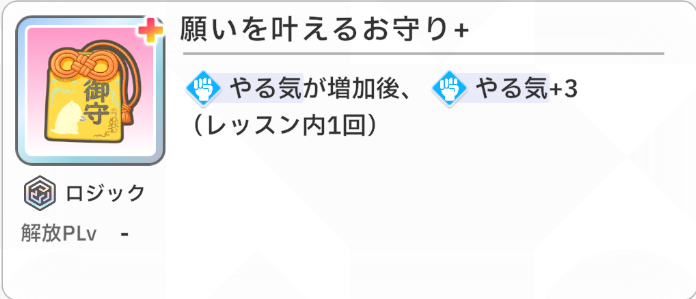 願いを叶えるお守り+
御守
やる気が増加後、やる気+3
（レッスン内1回）
ロジック
解放PLv -